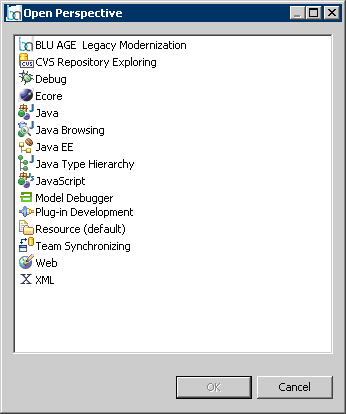 Open Perspective
BLU AGE Legacy Modernization
CVS Repository Exploring
Debug
Ecore
Java
Java Browsing
Java EE
Java Type Hierarchy
JavaScript
Model Debugger
Plug-in Development
Resource (default)
Team Synchronizing
Web
XML
OK
Cancel